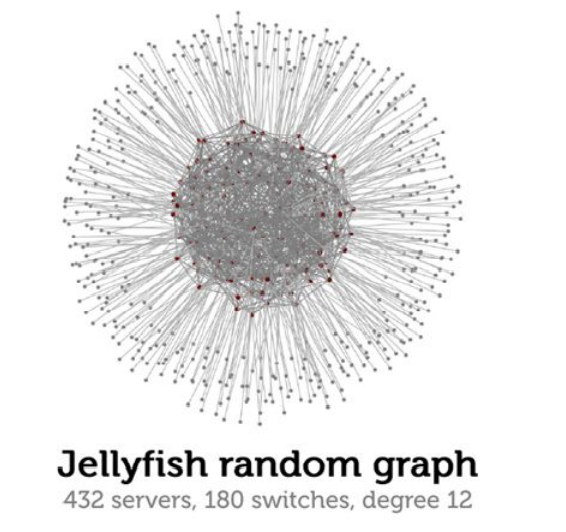 Jellyfish random graph
432 servers, 180 switches, degree 12